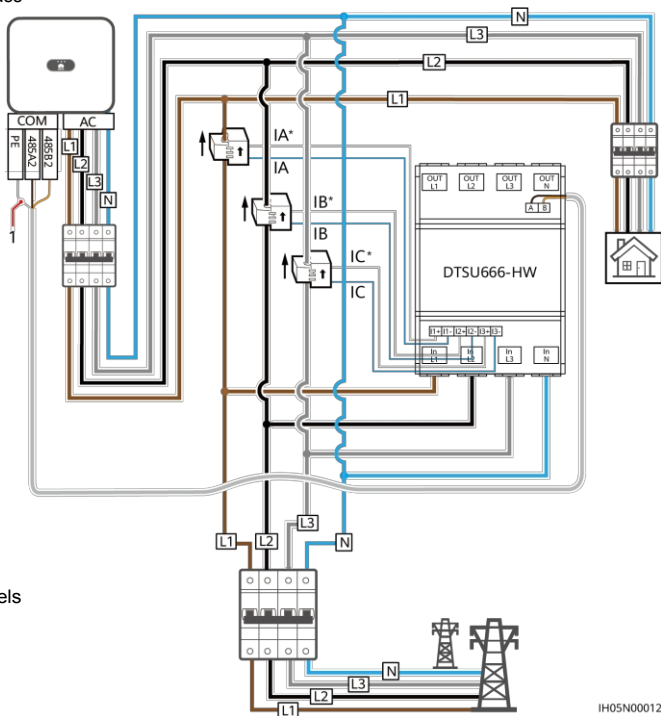 N
L3
L2
L1
COM
AC
PE
485A2
485B2
L1
L2
L3
N
1
IA*
IA
IB*
IB
IC*
IC
OUT
L1
OUT
L2
OUT
L3
OUT
N
A
B
DTSU666-HW
I1+
I1-
I2+
I2-
I3+
I3-
In
L1
In
L2
In
L3
In
N
L1
L2
L3
N
els
N
L3
L2
L1
IH05N00012